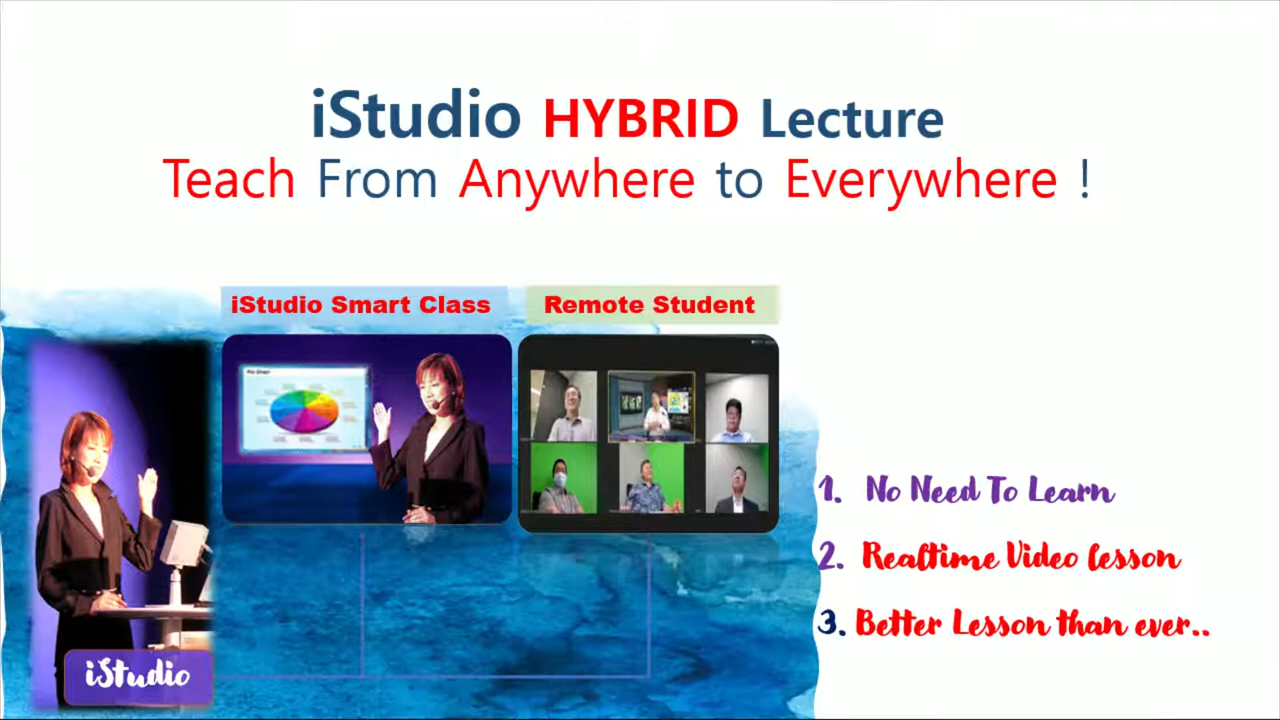 iStudio HYBRID Lecture
Teach From Anywhere to Everywhere !
iStudio Smart Class
Remote Student
1. No Need To Learn
2. Realtime Video lesson
3. Better Lesson than ever..
iStudio